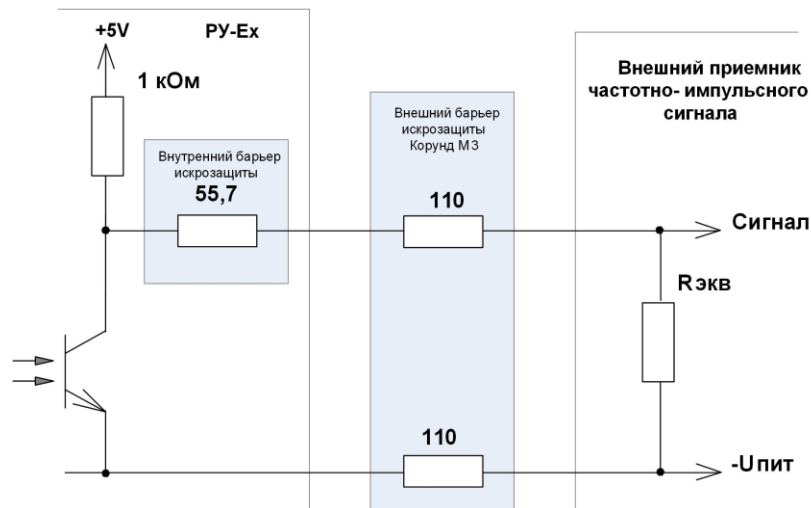 +5V
РУ-Ех
1 кОм
Внутренний барьер
искрозащиты
55,7
Внешний барьер
искрозащиты
Корунд М3
110
Внешний приемник
частотно- импульсного
сигнала
Сигнал
Rэкв
110
-Uпит